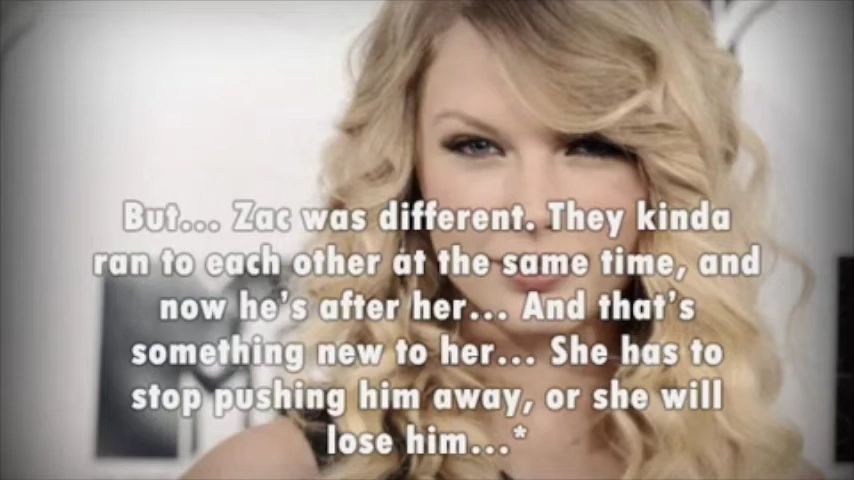 But... Zac was different. They kinda
ran to each other at the same time, and
now he's after her... And that's
something new to her... She has to
stop pushing him away, or she will
lose him...*